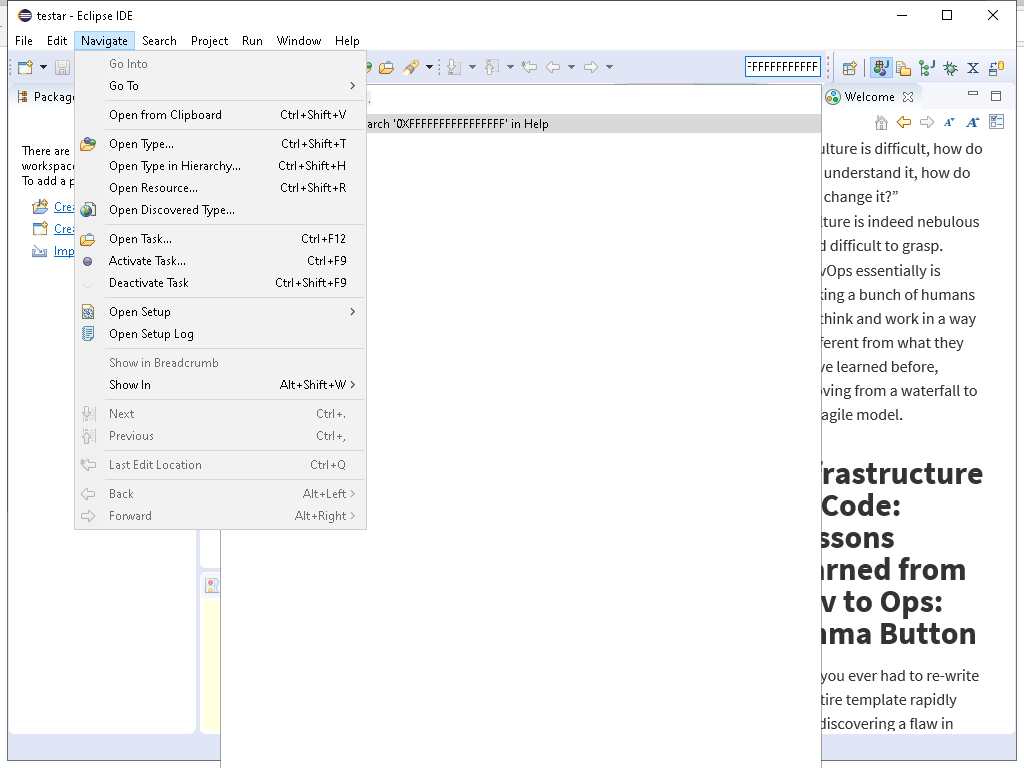 testar - Eclipse IDE
File Edit Navigate Search Project Run Window Help
FFFFFFFFFFFF
Go Into
Go To
Open from Clipboard Ctrl+Shift+V
Open Type... Ctrl+Shift+T
Open Type in Hierarchy... Ctrl+Shift+H
Open Resource... Ctrl+Shift+R
Open Discovered Type...
Open Task... Ctrl+F12
Activate Task... Ctrl+F9
Deactivate Task Ctrl+Shift+F9
Open Setup
Open Setup Log
Show in Breadcrumb
Show In Alt+Shift+W
Next Ctrl+.
Previous Ctrl+,
Last Edit Location Ctrl+Q
Back Alt+Left
Forward Alt+Right
Packag
There are
workspac
To add a p
Crea
Crea
Imp
arch '0XFFFFFFFFFFFFFFFF' in Help
Welcome
ulture is difficult, how do
understand it, how do
change it?”
lture is indeed nebulous
d difficult to grasp.
vOps essentially is
king a bunch of humans
think and work in a way
ferent from what they
ve learned before,
oving from a waterfall to
agile model.
frastructure
Code:
ssons
arned from
v to Ops:
ma Button
you ever had to re-write
tire template rapidly
discovering a flaw in